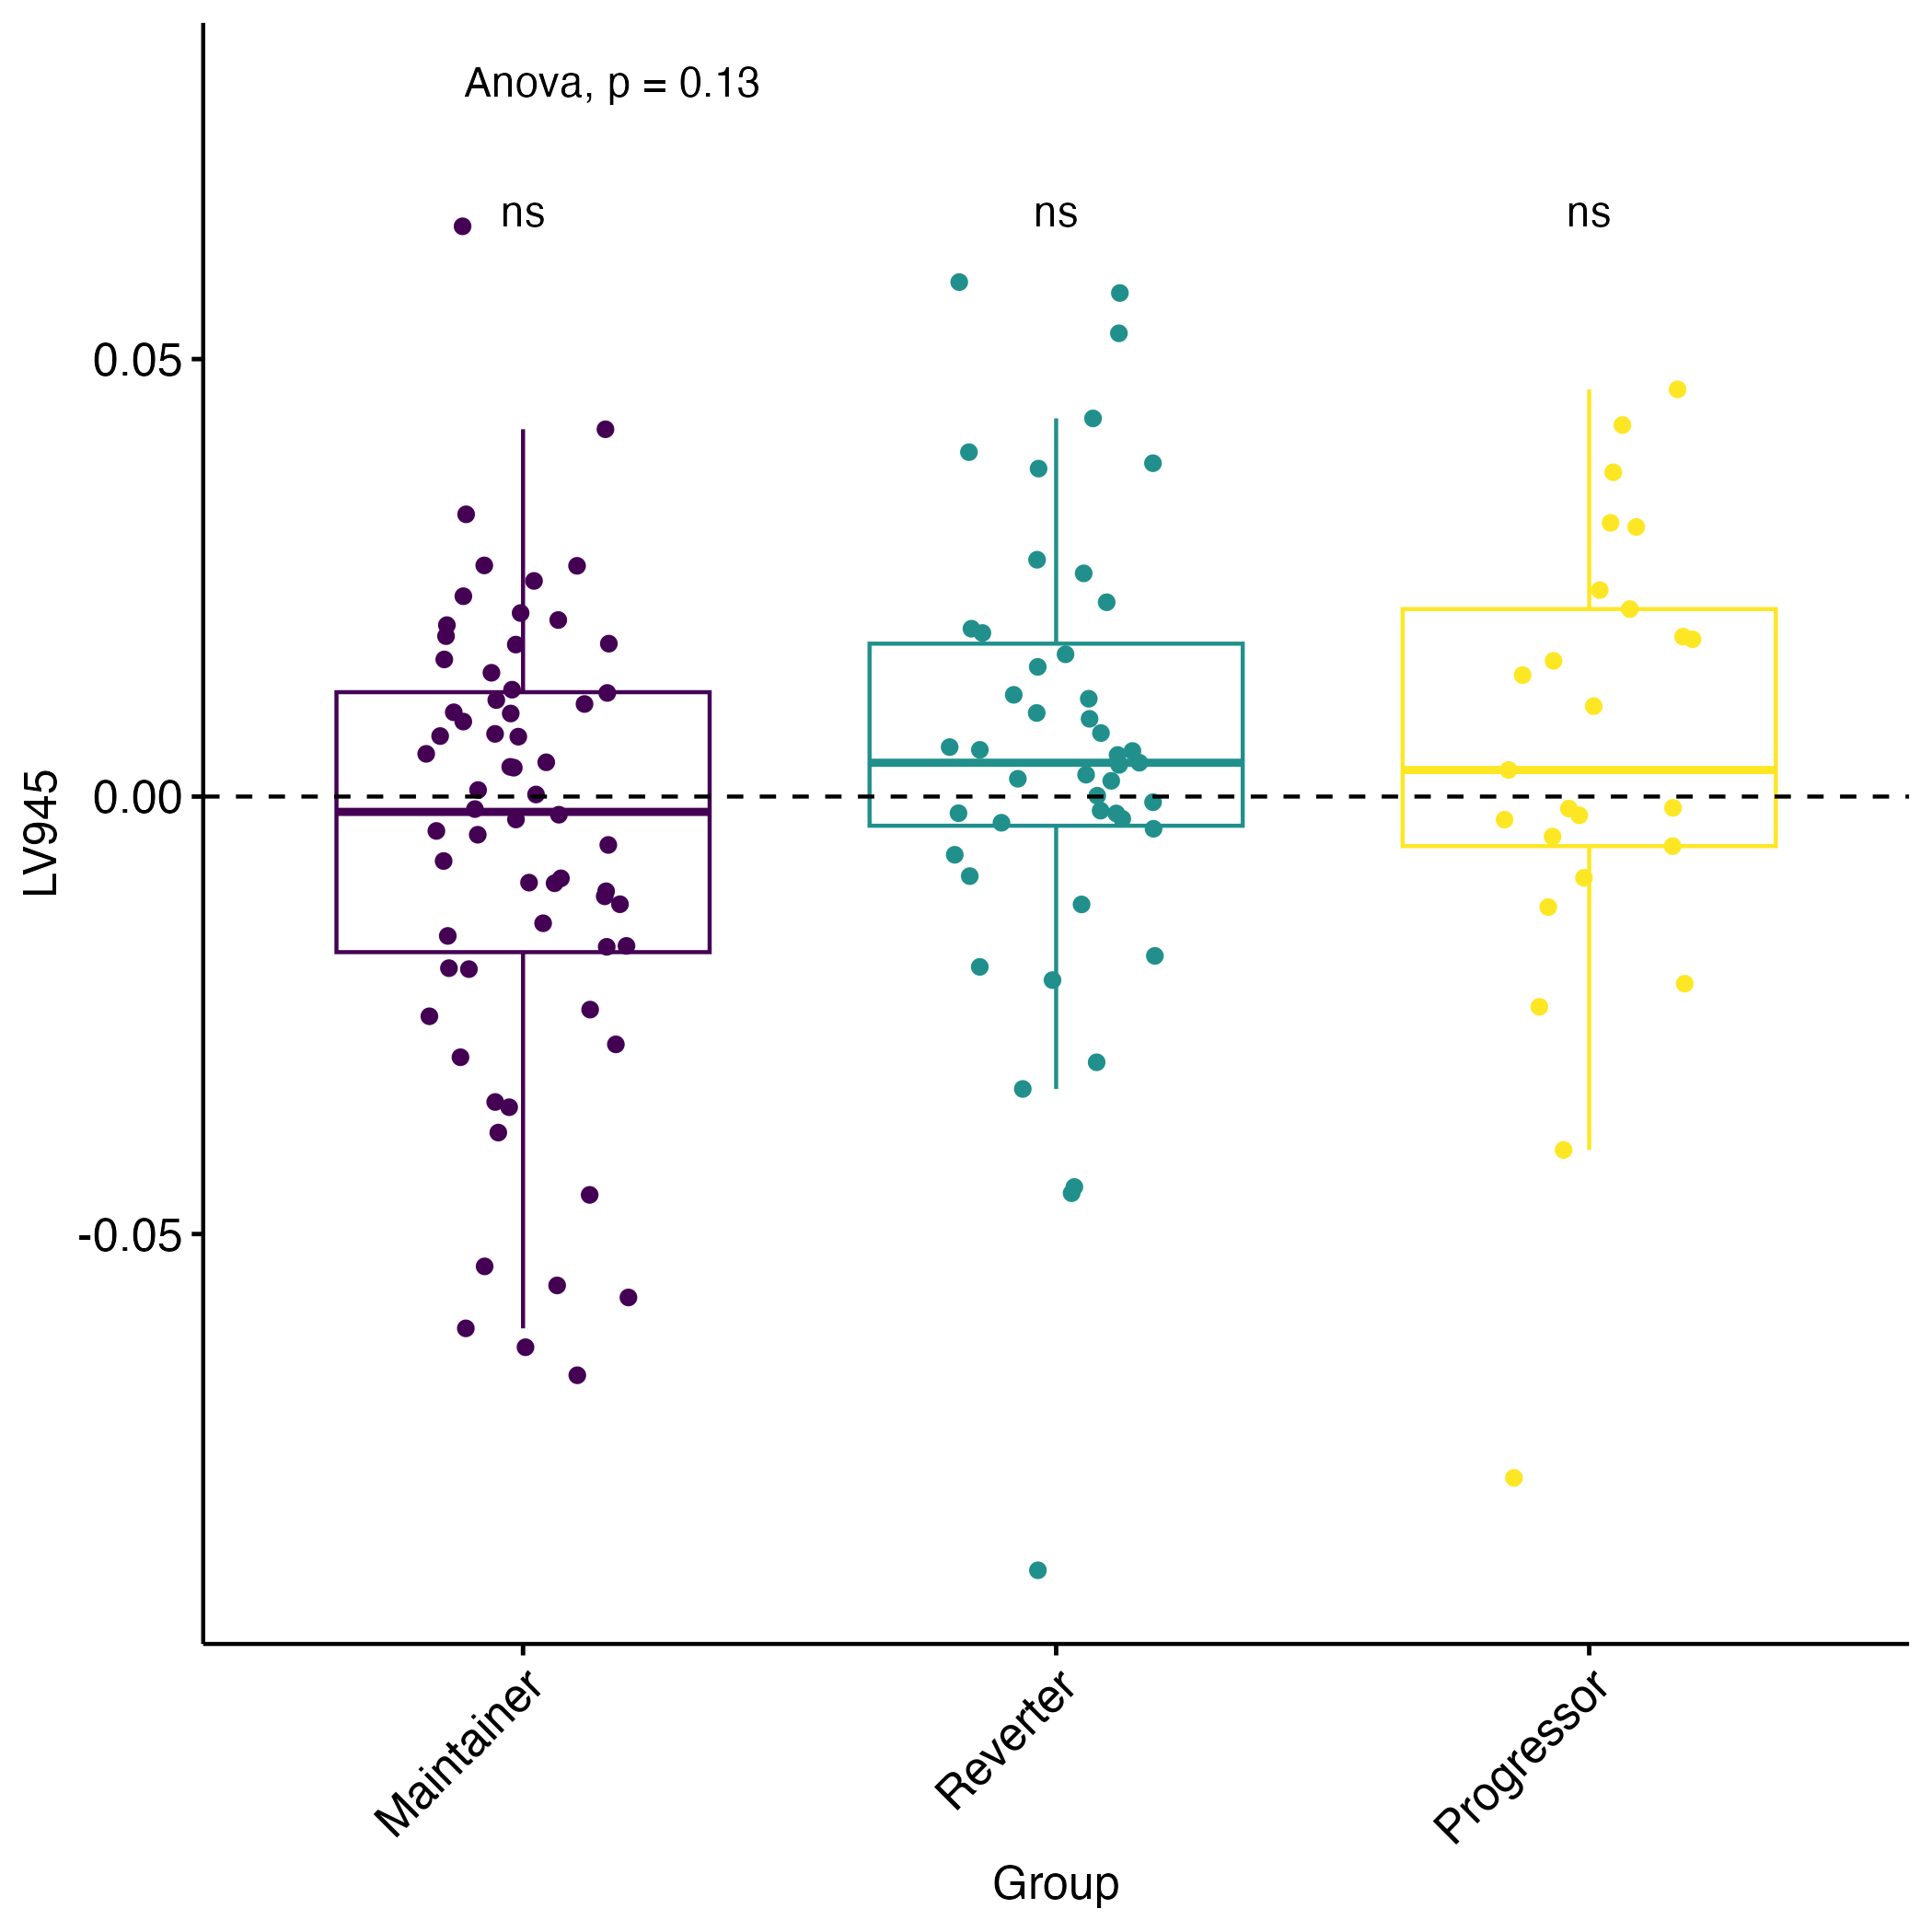 Anova, p = 0.13
ns ns ns
0.05
0.00
-0.05
LV945
Maintainer Reverter Progressor
Group